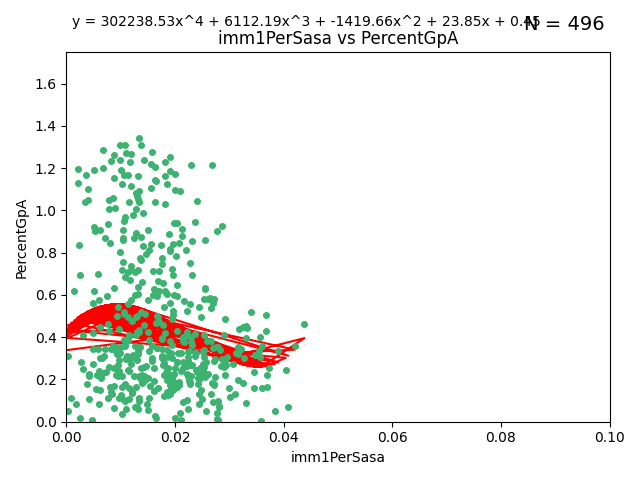 y = 302238.53x^4 + 6112.19x^3 + -1419.66x^2 + 23.85x + 
N = 496
imm1PerSasa vs PercentGpA
PercentGpA
1.6
1.4
1.2
1.0
0.8
0.6
0.4
0.2
0.0
0.00 0.02 0.04 0.06 0.08 0.10
imm1PerSasa